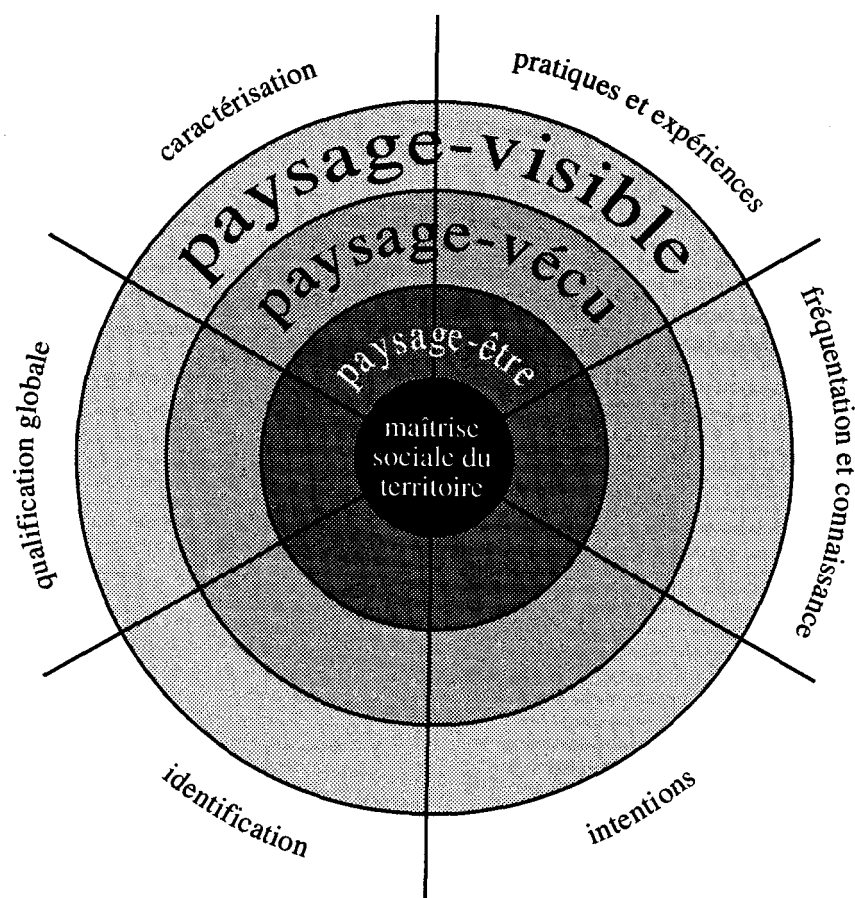 caractérisation
pratiques et expériences
paysage-visible
paysage-vécu
fréquentation et connaissance
qualification globale
paysage-être
maîtrise
sociale du
territoire
identification
intentions